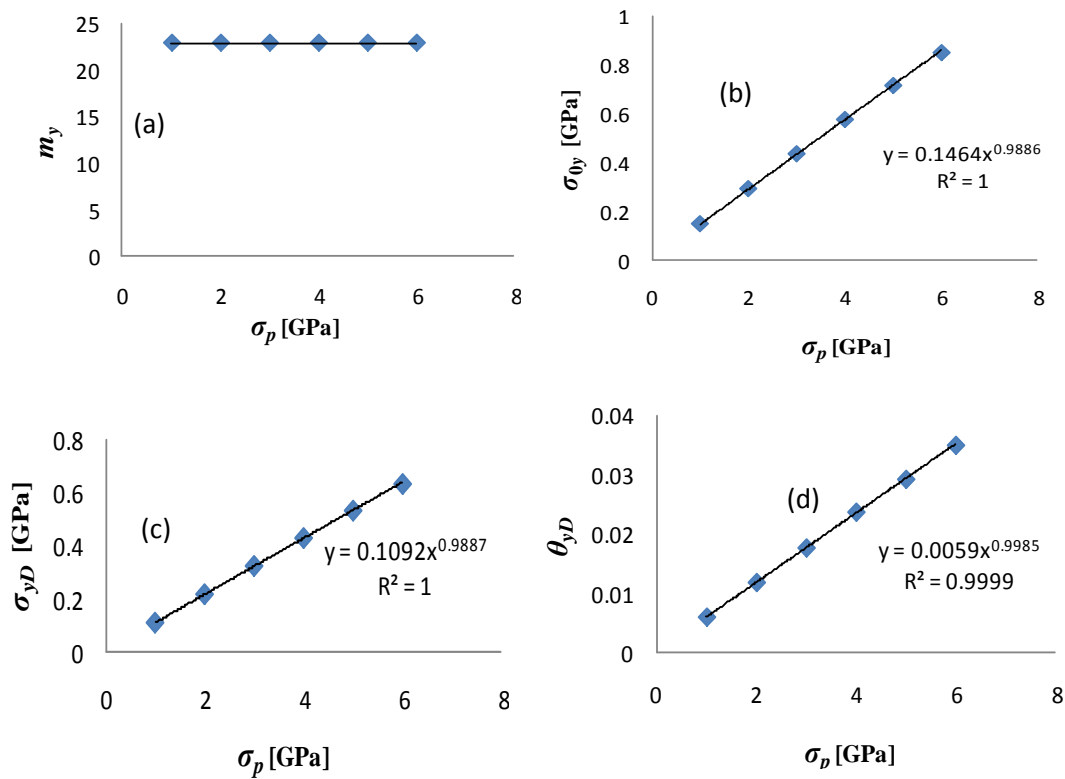 25
20
15
10
5
0
m_y
(a)
0 2 4 6 8
σ_p [GPa]
1
0.8
0.6
0.4
0.2
0
σ_0y [GPa]
(b)
y = 0.1464x^0.9886
R² = 1
0 2 4 6 8
σ_p [GPa]
0.8
0.6
0.4
0.2
0
σ_yD [GPa]
(c)
y = 0.1092x^0.9887
R² = 1
0 2 4 6 8
σ_p [GPa]
0.04
0.03
0.02
0.01
0
θ_yD
(d)
y = 0.0059x^0.9985
R² = 0.9999
0 2 4 6 8
σ_p [GPa]